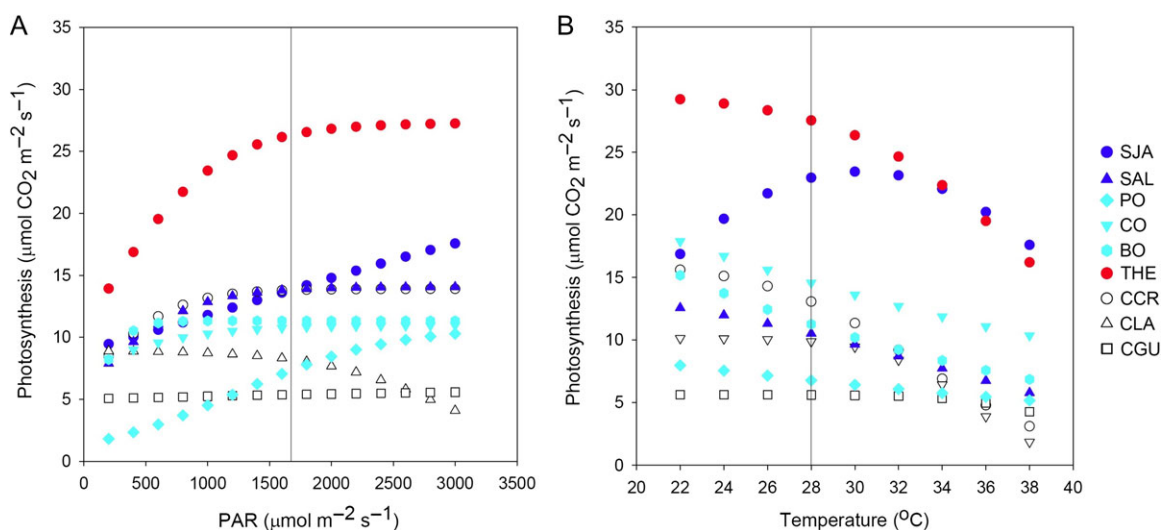 A
Photosynthesis (µmol CO2 m−2 s−1)
35
30
25
20
15
10
5
0
0 500 1000 1500 2000 2500 3000 3500
PAR (µmol m−2 s−1)
B
Photosynthesis (µmol CO2 m−2 s−1)
35
30
25
20
15
10
5
0
20 22 24 26 28 30 32 34 36 38 40
Temperature (oC)
SJA
SAL
PO
CO
BO
THE
CCR
CLA
CGU